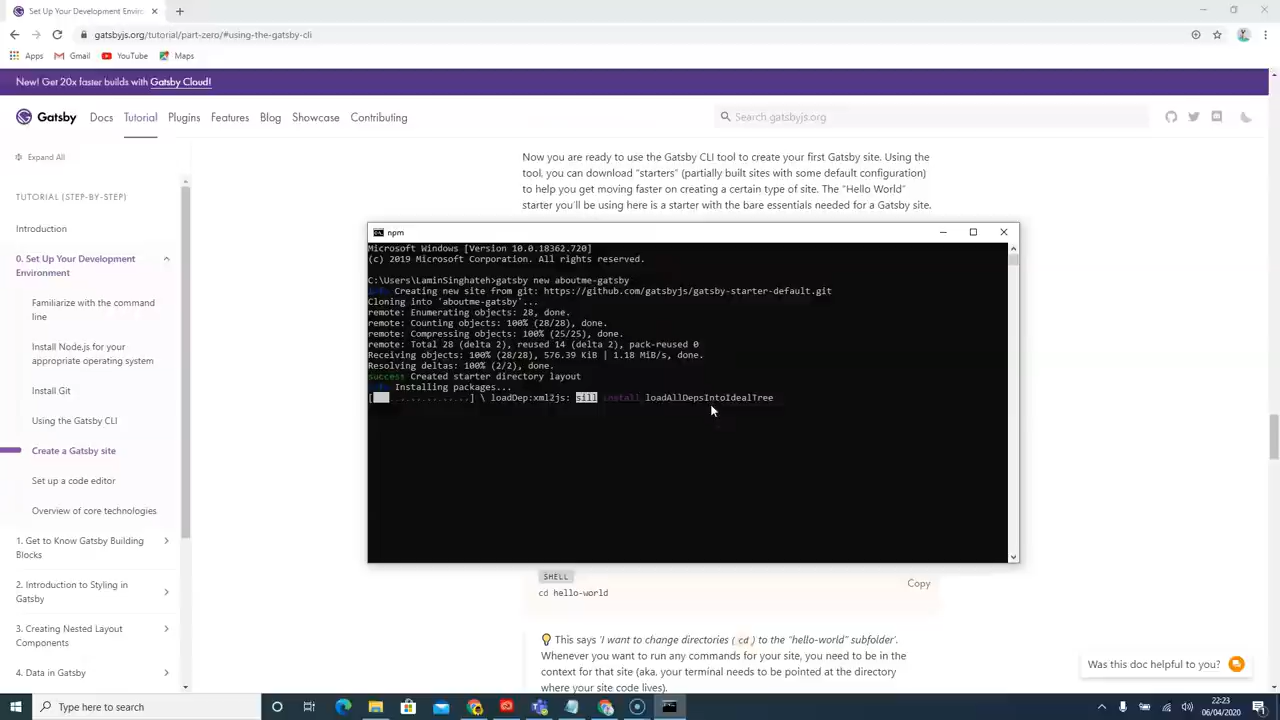 Set Up Your Development Environm
gatsbyjs.org/tutorial/part-zero/#using-the-gatsby-cli
Apps Gmail YouTube Maps
New! Get 20x faster builds with Gatsby Cloud!
Gatsby Docs Tutorial Plugins Features Blog Showcase Contributing
Search gatsbyjs.org
Expand All
TUTORIAL (STEP-BY-STEP)
Introduction
0. Set Up Your Development
Environment
Familiarize with the command
line
Install Node.js for your
appropriate operating system
Install Git
Using the Gatsby CLI
Create a Gatsby site
Set up a code editor
Overview of core technologies
1. Get to Know Gatsby Building
Blocks
2. Introduction to Styling in
Gatsby
3. Creating Nested Layout
Components
4. Data in Gatsby
Now you are ready to use the Gatsby CLI tool to create your first Gatsby site. Using the
tool, you can download “starters” (partially built sites with some default configuration)
to help you get moving faster on creating a certain type of site. The “Hello World”
starter you’ll be using here is a starter with the bare essentials needed for a Gatsby site.
npm
Microsoft Windows [Version 10.0.18362.720]
(c) 2019 Microsoft Corporation. All rights reserved.
C:\Users\LaminSinghateh>gatsby new aboutme-gatsby
Creating new site from git: https://github.com/gatsbyjs/gatsby-starter-default.git
Cloning into 'aboutme-gatsby'...
remote: Enumerating objects: 28, done.
remote: Counting objects: 100% (28/28), done.
remote: Compressing objects: 100% (25/25), done.
remote: Total 28 (delta 2), reused 14 (delta 2), pack-reused 0
Receiving objects: 100% (28/28), 576.39 KiB | 1.18 MiB/s, done.
Resolving deltas: 100% (2/2), done.
success Created starter directory layout
Installing packages...
[ ..................] \ loadDep:xml2js: sill install loadAllDepsIntoIdealTree
SHELL
Copy
cd hello-world
This says ‘I want to change directories (cd) to the “hello-world” subfolder’.
Whenever you want to run any commands for your site, you need to be in the
context for that site (aka, your terminal needs to be pointed at the directory
where your site code lives).
Was this doc helpful to you?
Type here to search
22:23
06/04/2020